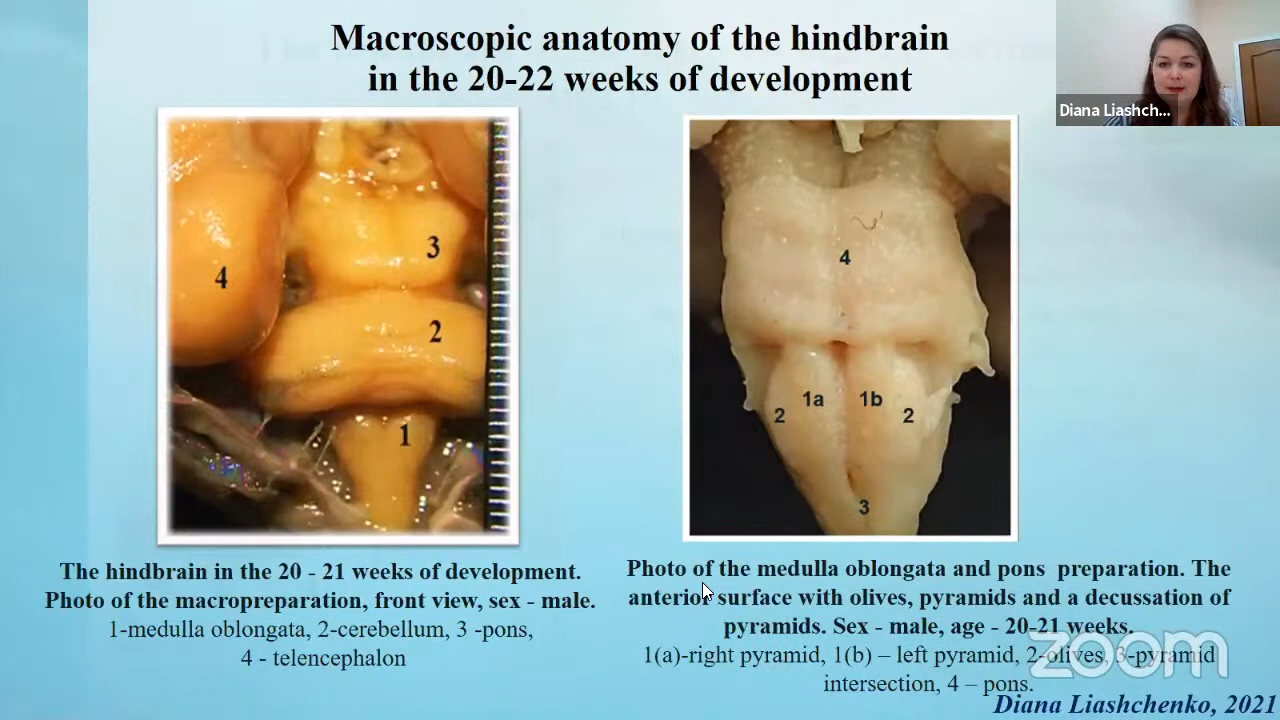 Macroscopic anatomy of the hindbrain
in the 20-22 weeks of development
Diana Liashch...
3
4
2
1
4
1a
1b
2
2
3
The hindbrain in the 20 - 21 weeks of development.
Photo of the macropreparation, front view, sex - male.
1-medulla oblongata, 2-cerebellum, 3 -pons,
4 - telencephalon
Photo of the medulla oblongata and pons preparation. The
anterior surface with olives, pyramids and a decussation of
pyramids. Sex - male, age - 20-21 weeks.
1(a)-right pyramid, 1(b) – left pyramid, 2-olives, 3-pyramid
intersection, 4 – pons.
zoom
Diana Liashchenko, 2021